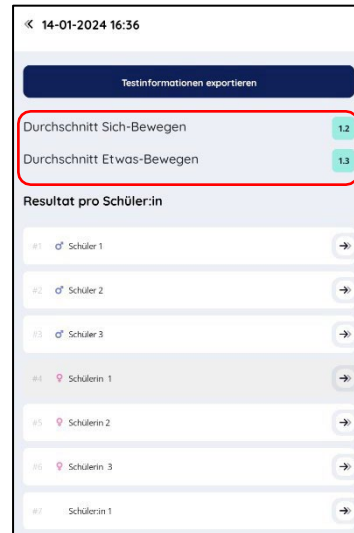 14-01-2024 16:36
Testinformationen exportieren
Durchschnitt Sich-Bewegen 1.2
Durchschnitt Etwas-Bewegen 1.3
Resultat pro Schüler:in
#1 ♂ Schüler 1
#2 ♂ Schüler 2
#3 ♂ Schüler 3
#4 ♀ Schülerin 1
#5 ♀ Schülerin 2
#6 ♀ Schülerin 3
#7 Schüler:in 1